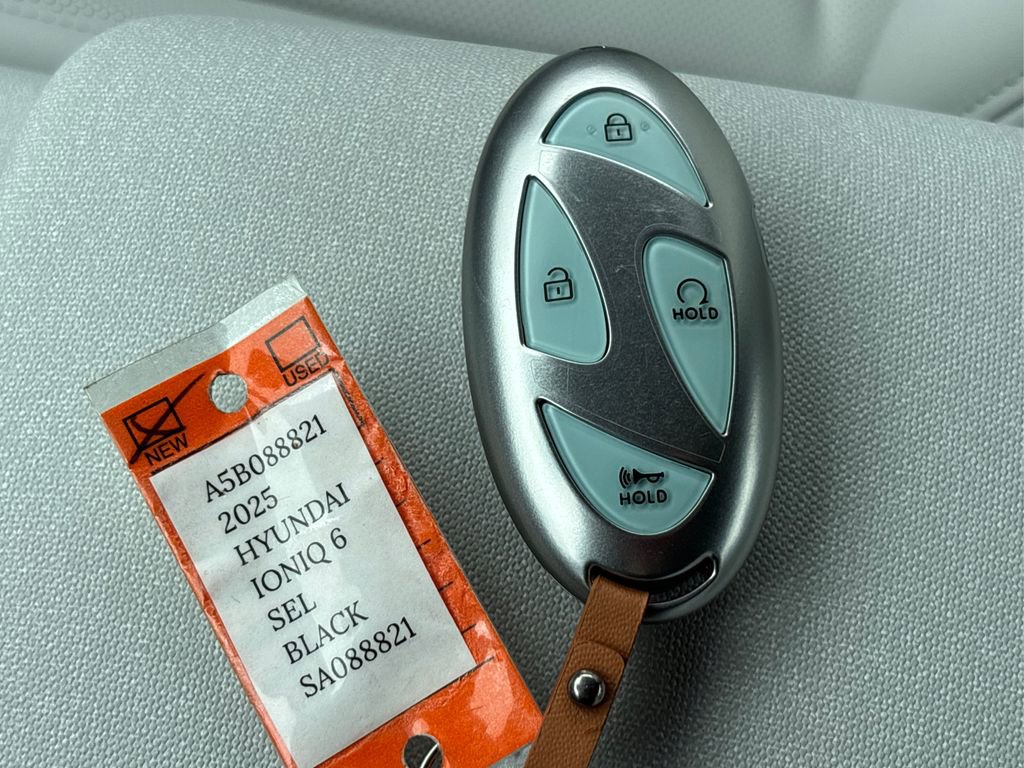 NEW
USED
A5B088821
2025
HYUNDAI
IONIQ 6
SEL
BLACK
SA088821
HOLD
HOLD